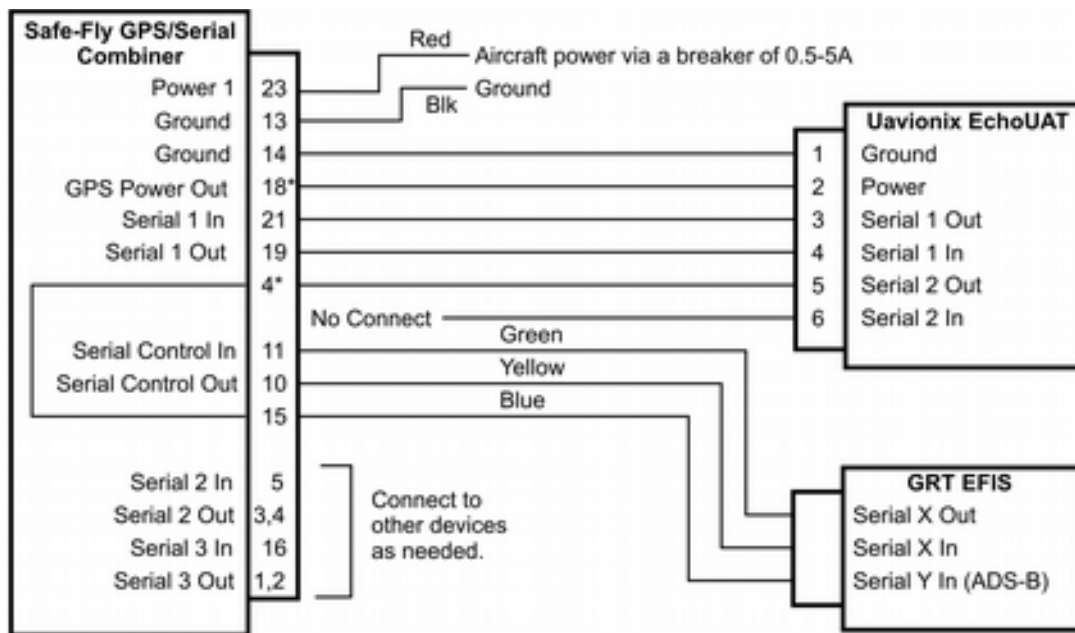 Safe-Fly GPS/Serial
Combiner
Power 1 23
Ground 13
Ground 14
GPS Power Out 18*
Serial 1 In 21
Serial 1 Out 19
4*
Serial Control In 11
Serial Control Out 10
15
Serial 2 In 5
Serial 2 Out 3,4
Serial 3 In 16
Serial 3 Out 1,2
Red
Aircraft power via a breaker of 0.5-5A
Ground
Blk
No Connect
Green
Yellow
Blue
Connect to
other devices
as needed.
Uavionix EchoUAT
1 Ground
2 Power
3 Serial 1 Out
4 Serial 1 In
5 Serial 2 Out
6 Serial 2 In
GRT EFIS
Serial X Out
Serial X In
Serial Y In (ADS-B)